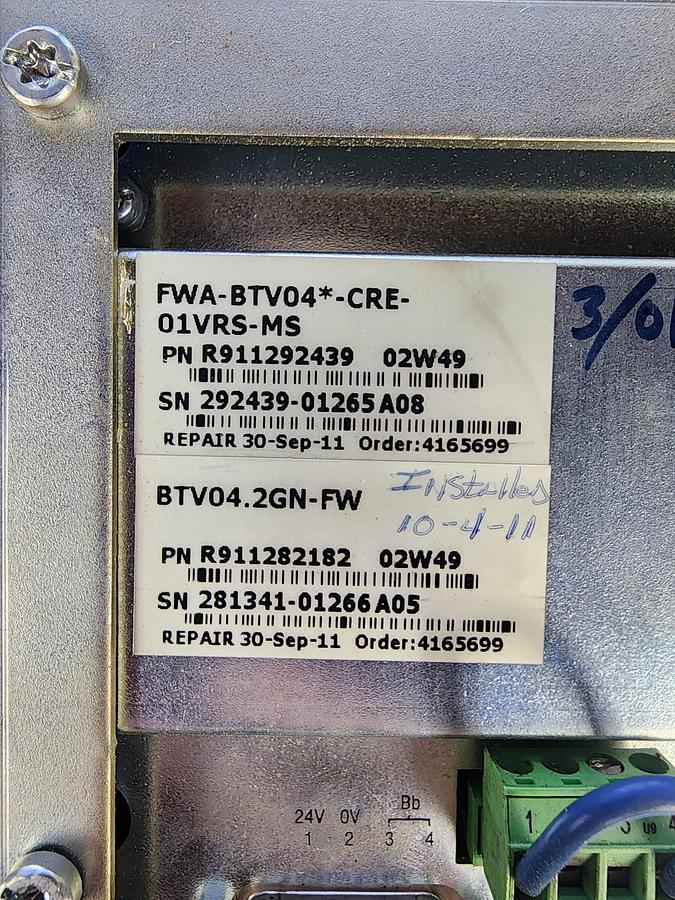 FWA-BTV04*-CRE-
01VRS-MS
PN R911292439 02W49
SN 292439-01265 A08
REPAIR 30-Sep-11 Order:4165699
BTV04.2GN-FW
Installed
10-4-11
PN R911282182 02W49
SN 281341-01266 A05
REPAIR 30-Sep-11 Order:4165699
Bb
24V 0V
1 2 3 4
1